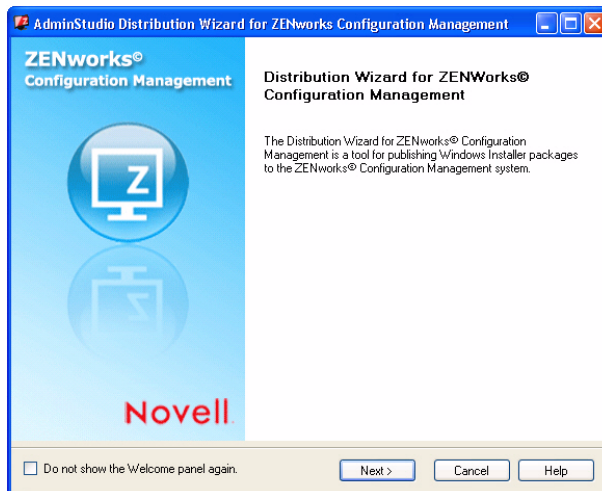 AdminStudio Distribution Wizard for ZENworks Configuration Management
ZENworks©
Configuration Management
Z
Z
Novell.
Distribution Wizard for ZENWorks©
Configuration Management
The Distribution Wizard for ZENworks© Configuration
Management is a tool for publishing Windows Installer packages
to the ZENworks© Configuration Management system.
Do not show the Welcome panel again.
Next >
Cancel
Help